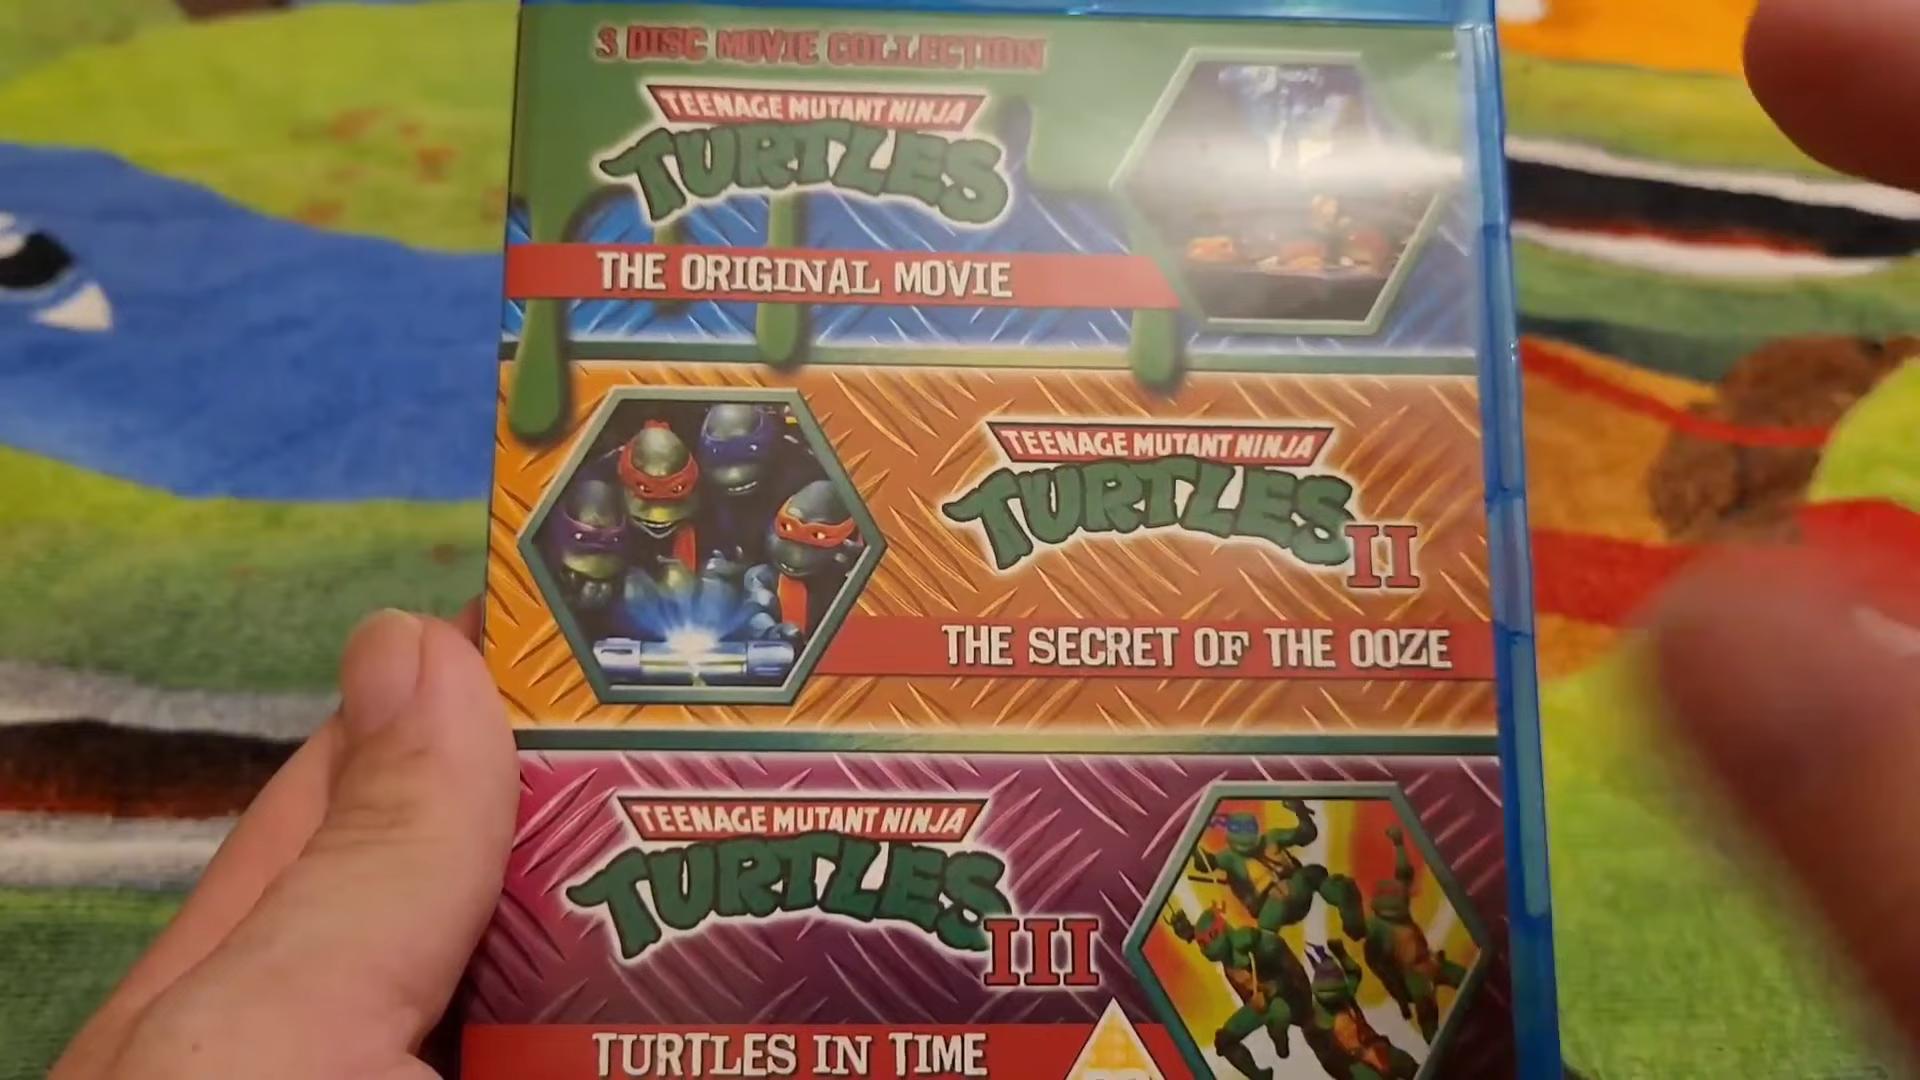 3 DISC MOVIE COLLECTION
TEENAGE MUTANT NINJA
TURTLES
THE ORIGINAL MOVIE
TEENAGE MUTANT NINJA
TURTLES
II
THE SECRET OF THE OOZE
TEENAGE MUTANT NINJA
TURTLES
III
TURTLES IN TIME